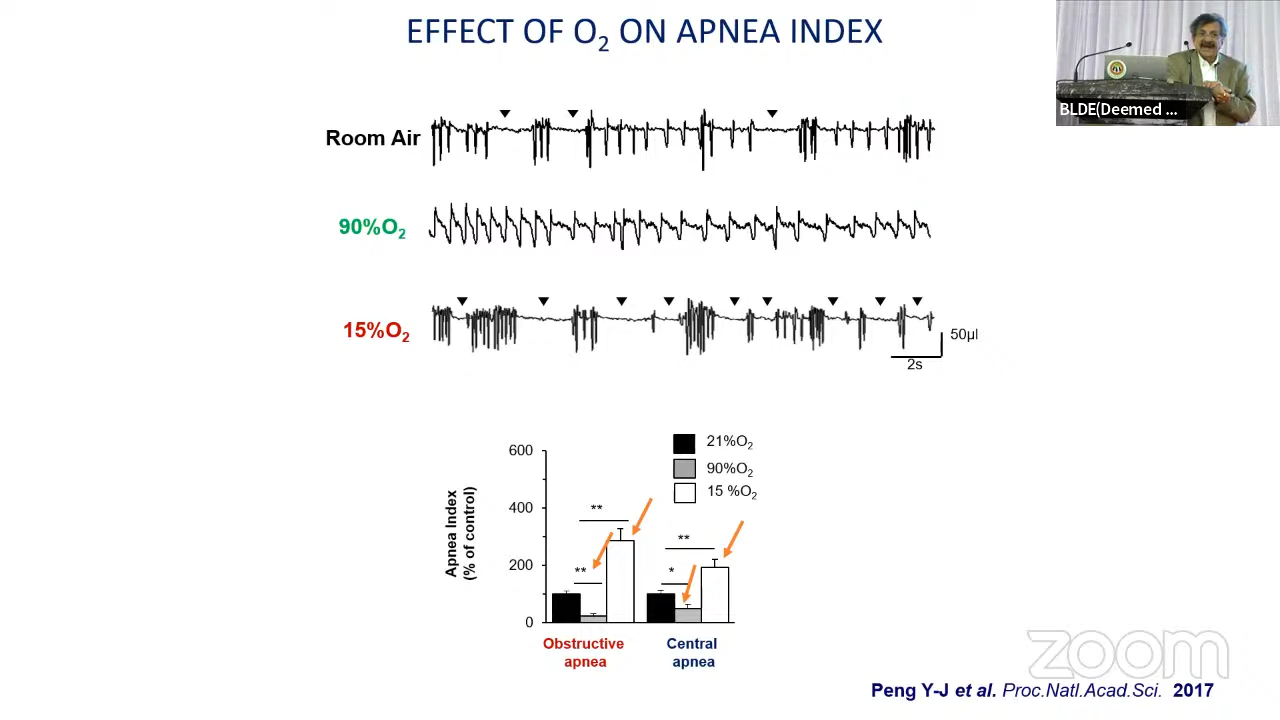 EFFECT OF O2 ON APNEA INDEX
BLDE(Deemed ...
Room Air
90%O2
15%O2
50µl
2s
21%O2
90%O2
15 %O2
Apnea Index
(% of control)
600
400
200
0
**
**
**
*
Obstructive
apnea
Central
apnea
zoom
Peng Y-J et al. Proc.Natl.Acad.Sci. 2017